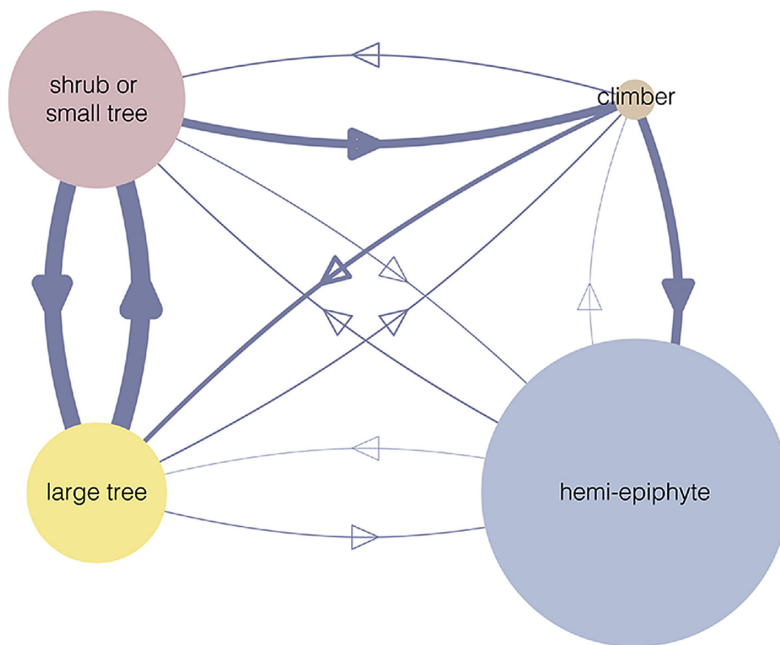 shrub or
small tree
climber
large tree
hemi-epiphyte